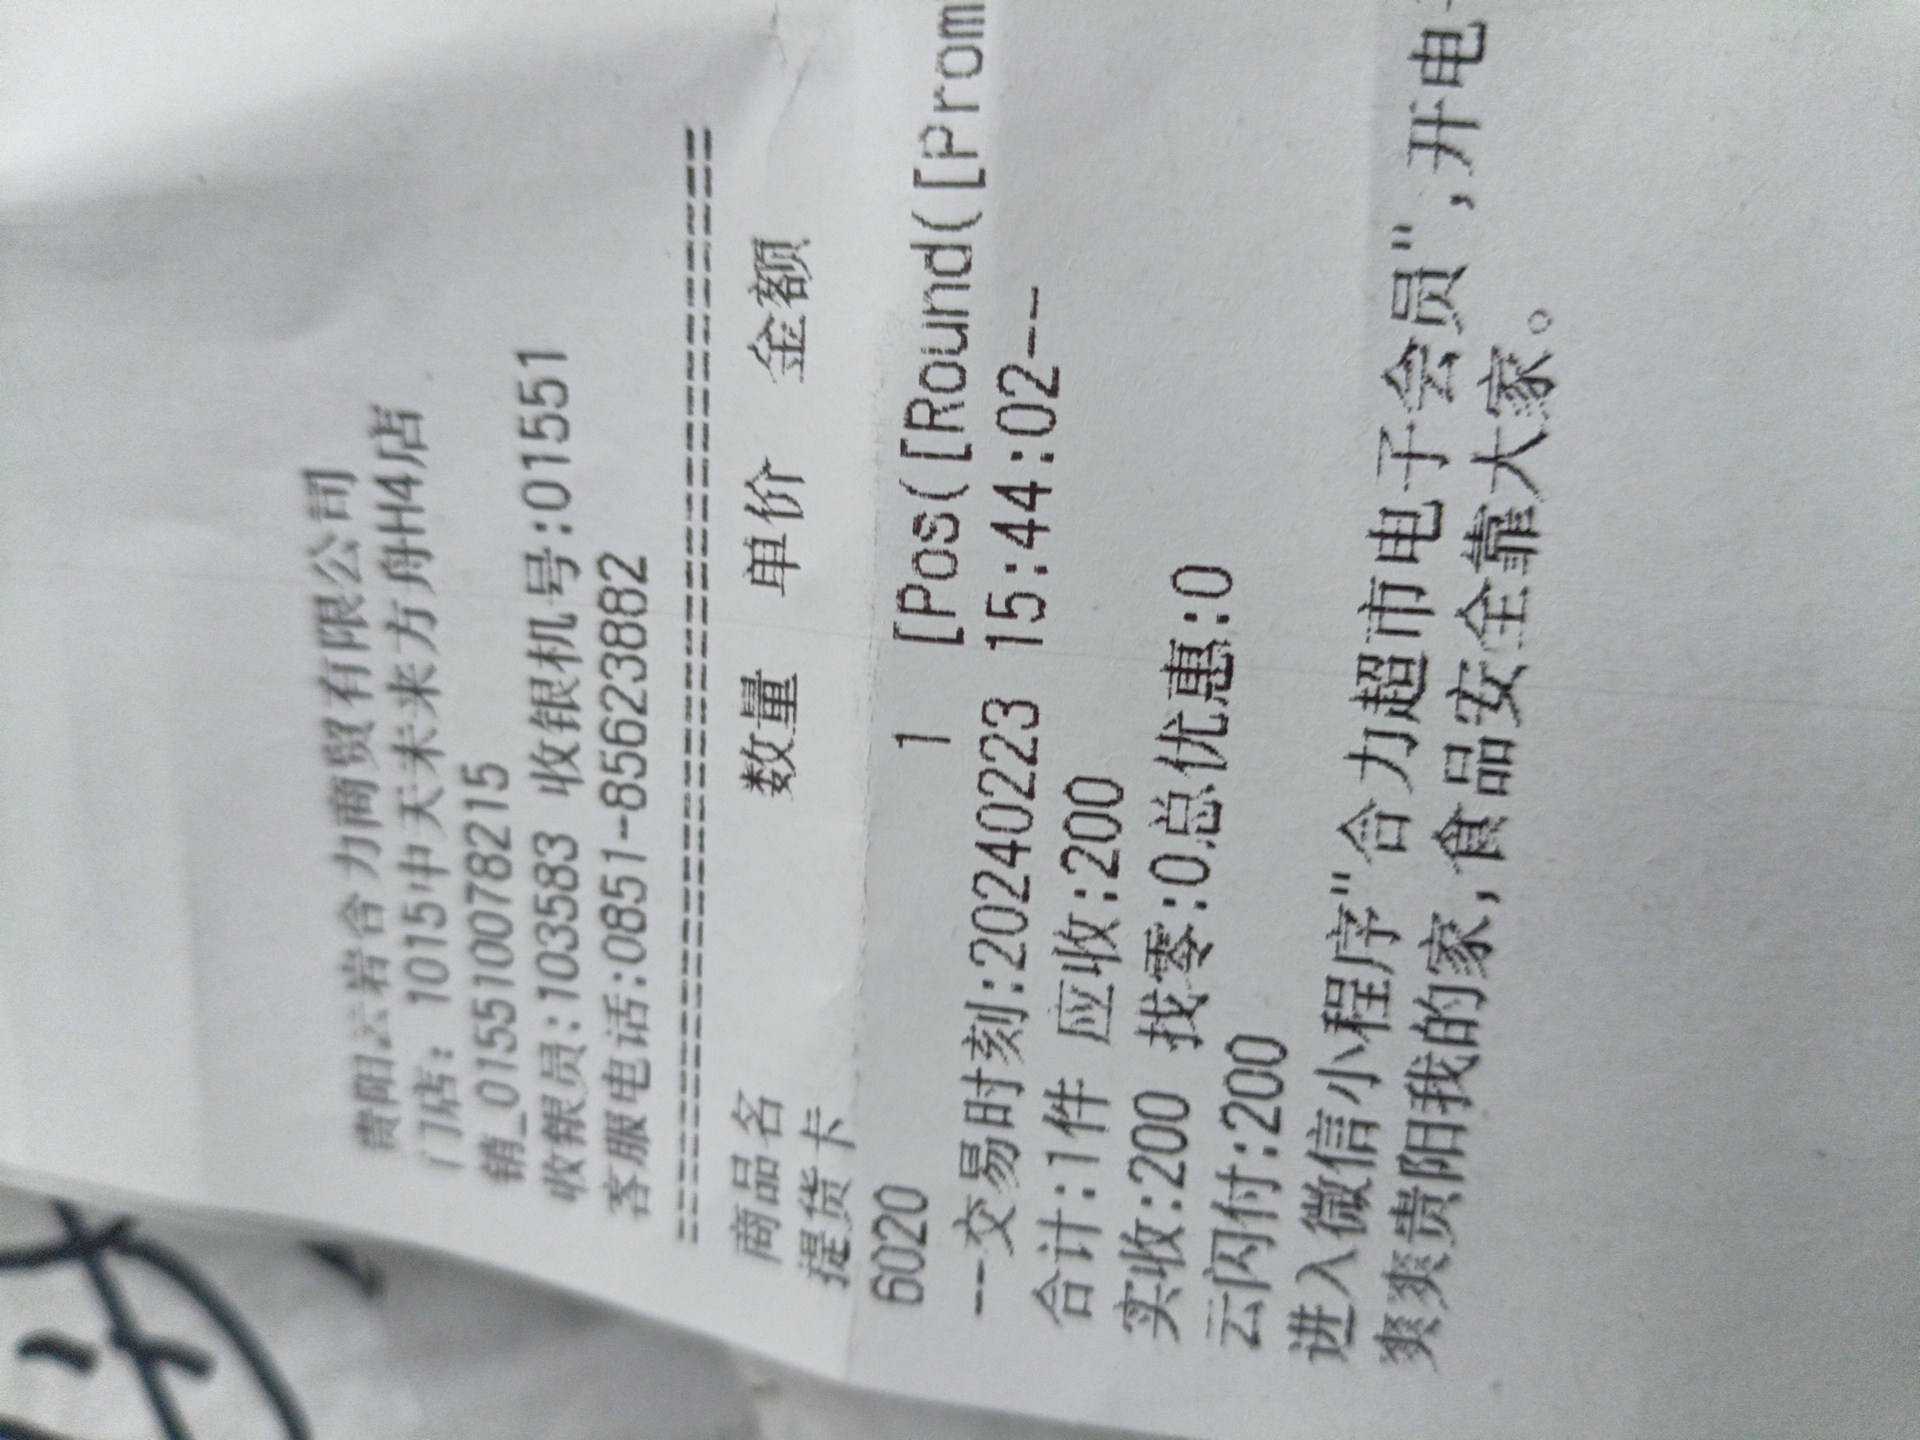 贵阳云岩合力商贸有限公司
门店: 1015中天未来方舟H4店
销_015510078215
收银员:103583 收银机号:01551
客服电话:0851-85623882
========================================
商品名 数量 单价 金额
提货卡
6020 1 [Pos([Round([Prom
--交易时刻:20240223 15:44:02--
合计:1件 应收:200
实收:200 找零:0总优惠:0
云闪付:200
进入微信小程序"合力超市电子会员",开电
爽爽贵阳我的家,食品安全靠大家。